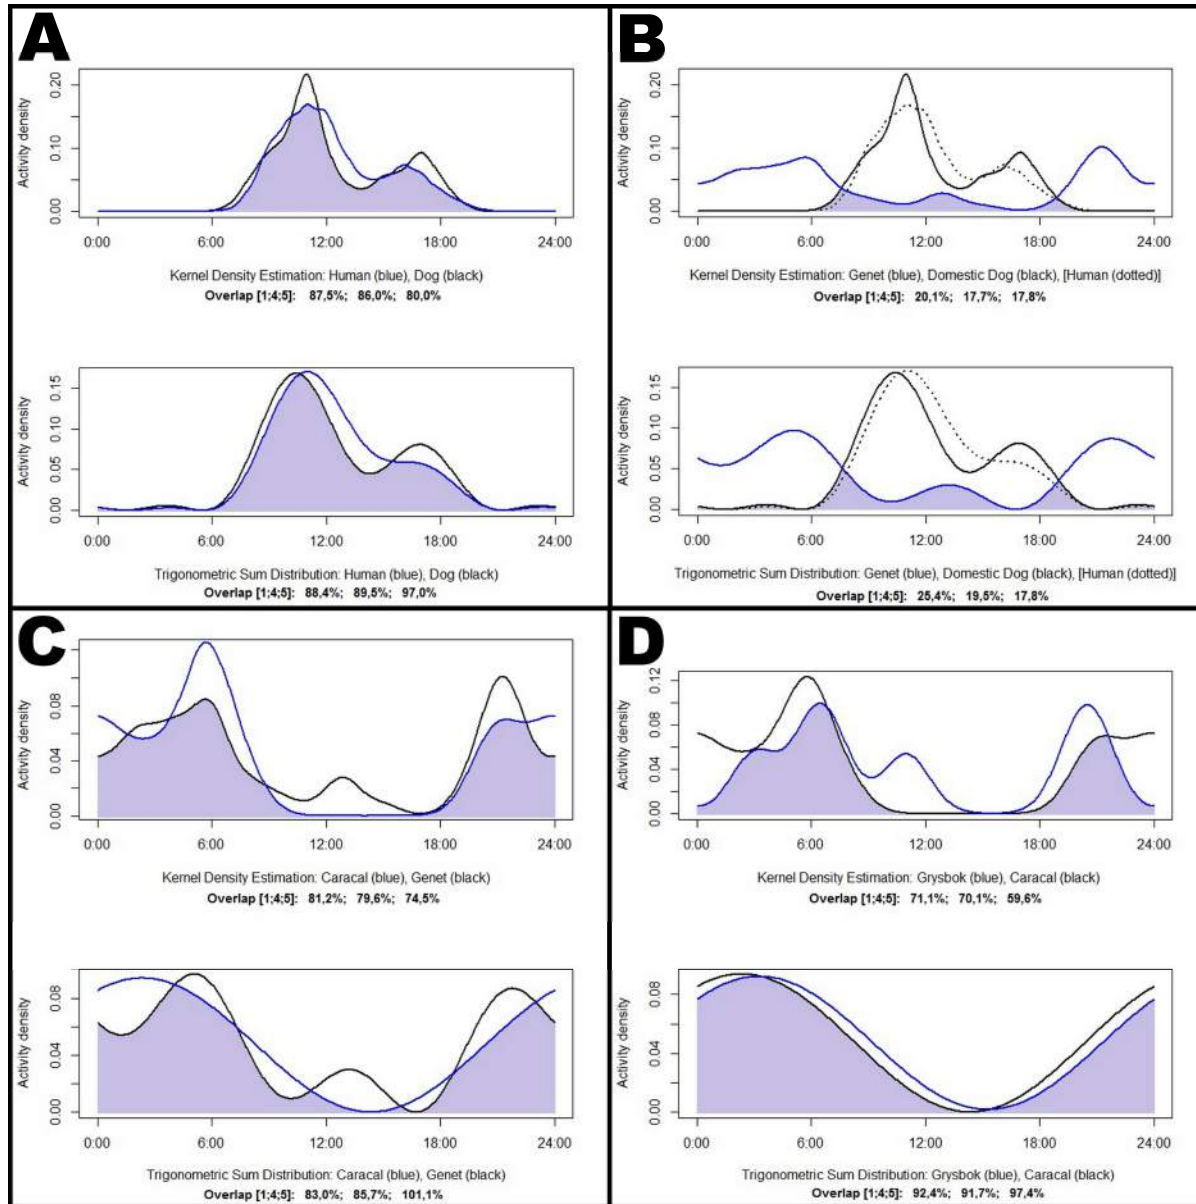 A
Activity density
0.00 0.10 0.20
0:00 6:00 12:00 18:00 24:00
Kernel Density Estimation: Human (blue), Dog (black)
Overlap [1;4;5]: 87,5%; 86,0%; 80,0%
Activity density
0.00 0.05 0.10 0.15
0:00 6:00 12:00 18:00 24:00
Trigonometric Sum Distribution: Human (blue), Dog (black)
Overlap [1;4;5]: 88,4%; 89,5%; 97,0%
B
Activity density
0.00 0.10 0.20
0:00 6:00 12:00 18:00 24:00
Kernel Density Estimation: Genet (blue), Domestic Dog (black), [Human (dotted)]
Overlap [1;4;5]: 20,1%; 17,7%; 17,8%
Activity density
0.00 0.05 0.10 0.15
0:00 6:00 12:00 18:00 24:00
Trigonometric Sum Distribution: Genet (blue), Domestic Dog (black), [Human (dotted)]
Overlap [1;4;5]: 25,4%; 19,5%; 17,8%
C
Activity density
0.00 0.04 0.08
0:00 6:00 12:00 18:00 24:00
Kernel Density Estimation: Caracal (blue), Genet (black)
Overlap [1;4;5]: 81,2%; 79,6%; 74,5%
Activity density
0.00 0.04 0.08
0:00 6:00 12:00 18:00 24:00
Trigonometric Sum Distribution: Caracal (blue), Genet (black)
Overlap [1;4;5]: 83,0%; 85,7%; 101,1%
D
Activity density
0.00 0.04 0.08 0.12
0:00 6:00 12:00 18:00 24:00
Kernel Density Estimation: Grysbok (blue), Caracal (black)
Overlap [1;4;5]: 71,1%; 70,1%; 59,6%
Activity density
0.00 0.04 0.08
0:00 6:00 12:00 18:00 24:00
Trigonometric Sum Distribution: Grysbok (blue), Caracal (black)
Overlap [1;4;5]: 92,4%; 91,7%; 97,4%